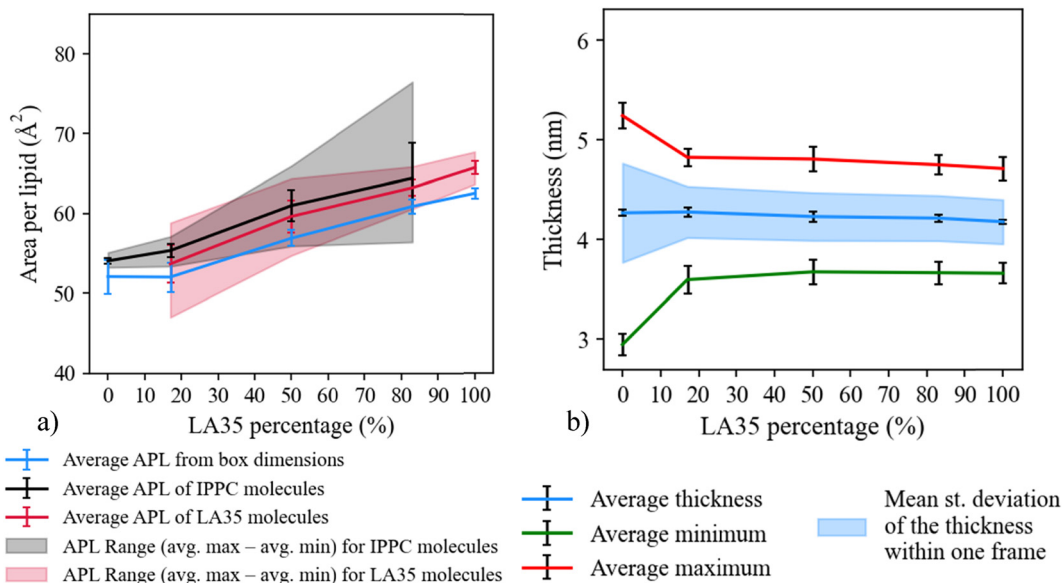 80
70
60
50
40
Area per lipid (Å²)
0 10 20 30 40 50 60 70 80 90 100
LA35 percentage (%)
a)
6
5
4
3
Thickness (nm)
0 10 20 30 40 50 60 70 80 90 100
LA35 percentage (%)
b)
Average APL from box dimensions
Average APL of IPPC molecules
Average APL of LA35 molecules
APL Range (avg. max – avg. min) for IPPC molecules
APL Range (avg. max – avg. min) for LA35 molecules
Average thickness
Average minimum
Average maximum
Mean st. deviation
of the thickness
within one frame